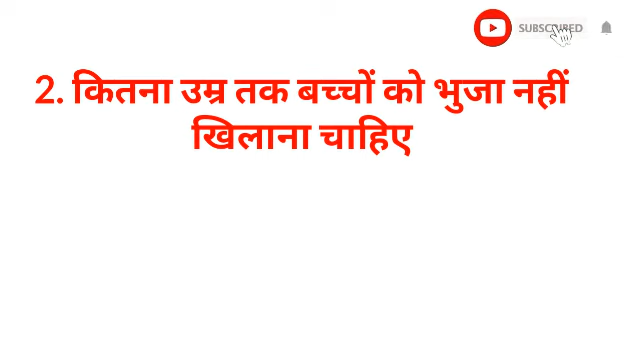 SUBSCRIBED
2. कितना उम्र तक बच्चों को भुजा नहीं
खिलाना चाहिए